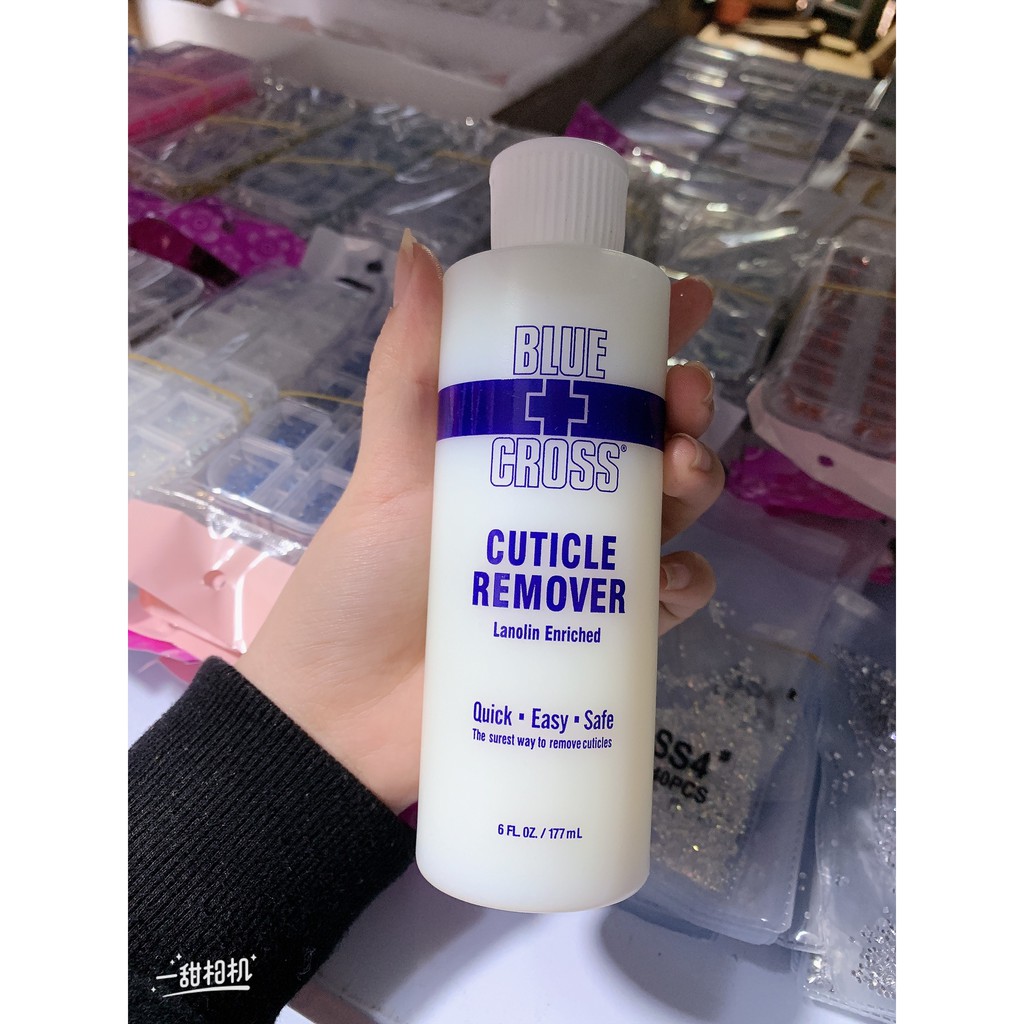 BLUE
CROSS®
CUTICLE
REMOVER
Lanolin Enriched
Quick ▪ Easy ▪ Safe
The surest way to remove cuticles
6 FL. OZ. / 177 mL
SS4#
一甜相机